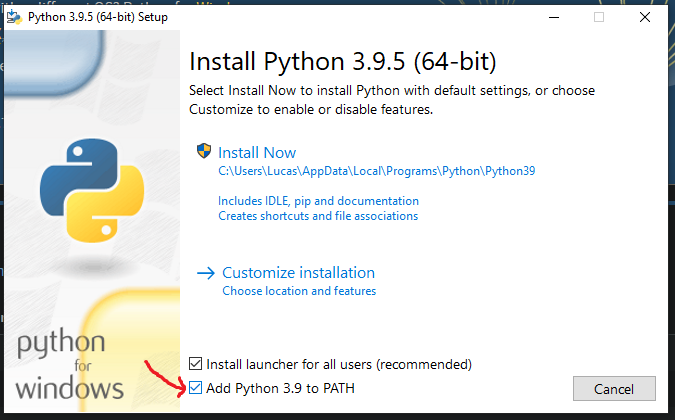 Python 3.9.5 (64-bit) Setup
Install Python 3.9.5 (64-bit)
Select Install Now to install Python with default settings, or choose
Customize to enable or disable features.
Install Now
C:\Users\Lucas\AppData\Local\Programs\Python\Python39
Includes IDLE, pip and documentation
Creates shortcuts and file associations
Customize installation
Choose location and features
python
for
windows
Install launcher for all users (recommended)
Add Python 3.9 to PATH
Cancel